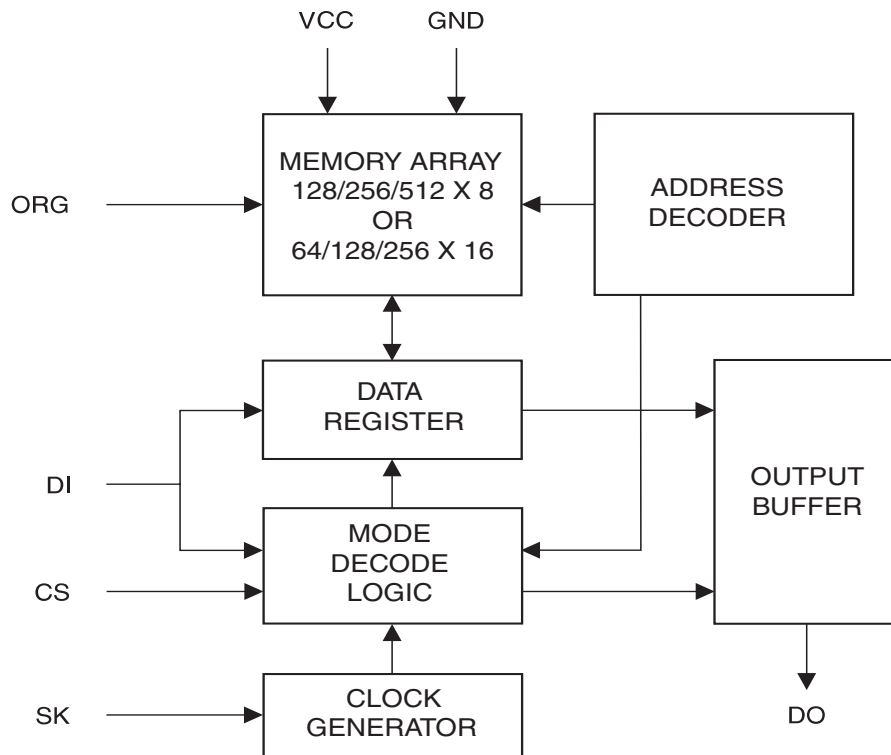 VCC
GND
MEMORY ARRAY
128/256/512 X 8
OR
64/128/256 X 16
ADDRESS
DECODER
ORG
DATA
REGISTER
DI
OUTPUT
BUFFER
MODE
DECODE
LOGIC
CS
CLOCK
GENERATOR
SK
DO